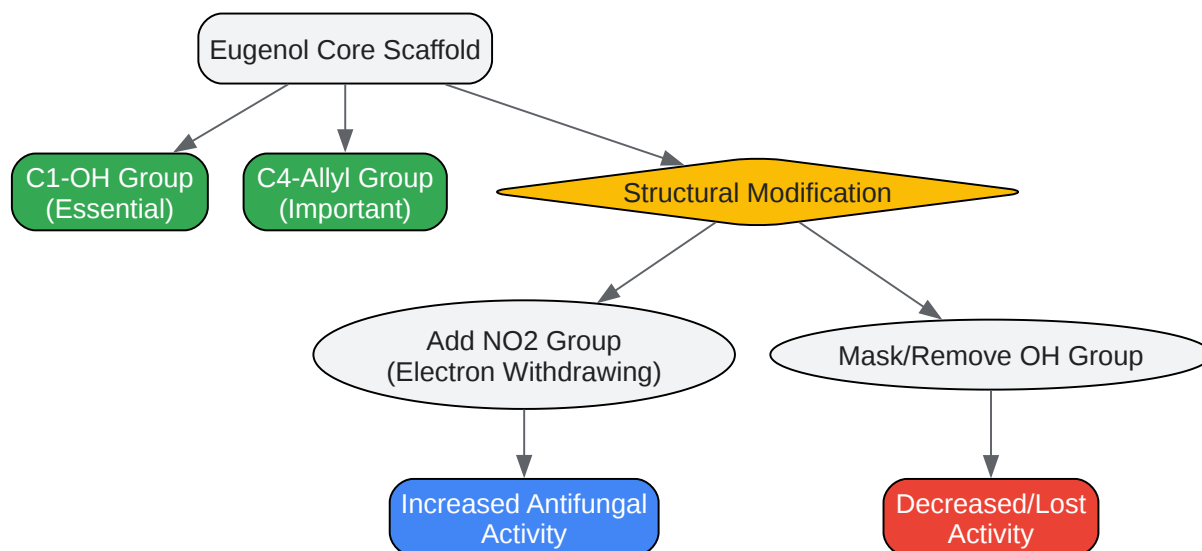 Eugenol Core Scaffold
C1-OH Group
(Essential)
C4-Allyl Group
(Important)
Structural Modification
Add NO2 Group
(Electron Withdrawing)
Mask/Remove OH Group
Increased Antifungal
Activity
Decreased/Lost
Activity